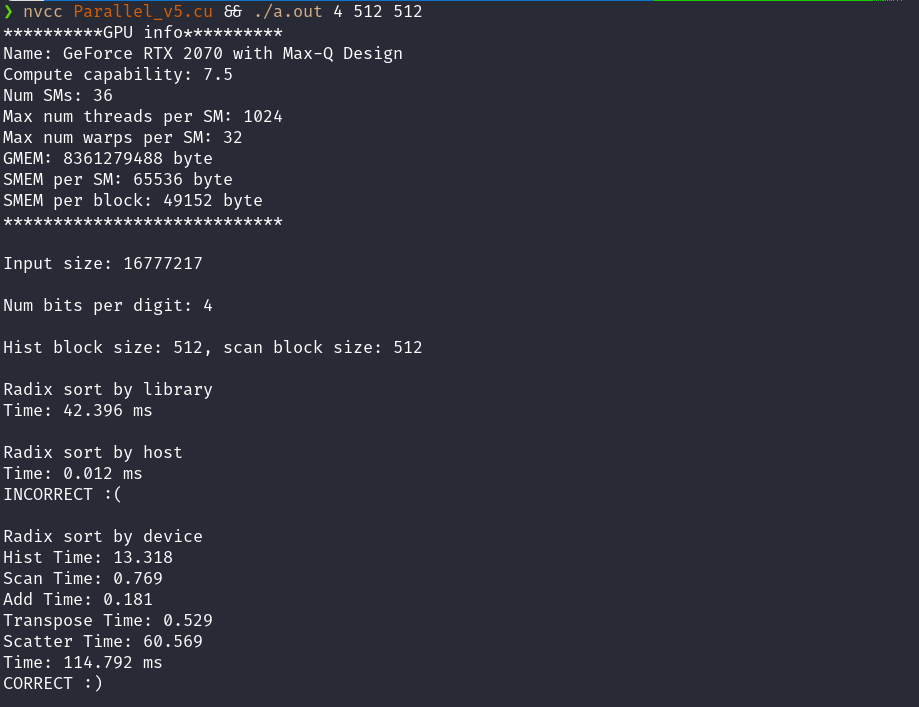 ❯ nvcc Parallel_v5.cu && ./a.out 4 512 512
**********GPU info**********
Name: GeForce RTX 2070 with Max-Q Design
Compute capability: 7.5
Num SMs: 36
Max num threads per SM: 1024
Max num warps per SM: 32
GMEM: 8361279488 byte
SMEM per SM: 65536 byte
SMEM per block: 49152 byte
****************************
Input size: 16777217
Num bits per digit: 4
Hist block size: 512, scan block size: 512
Radix sort by library
Time: 42.396 ms
Radix sort by host
Time: 0.012 ms
INCORRECT :(
Radix sort by device
Hist Time: 13.318
Scan Time: 0.769
Add Time: 0.181
Transpose Time: 0.529
Scatter Time: 60.569
Time: 114.792 ms
CORRECT :)